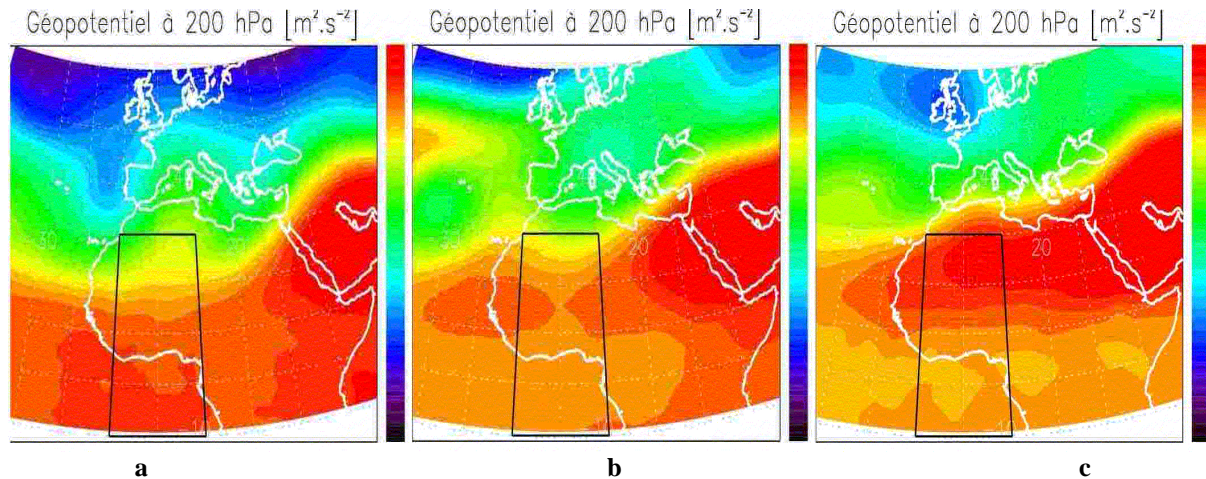 Géopotentiel à 200 hPa [m².s⁻²]
Géopotentiel à 200 hPa [m².s⁻²]
Géopotentiel à 200 hPa [m².s⁻²]
20
20
a
b
c